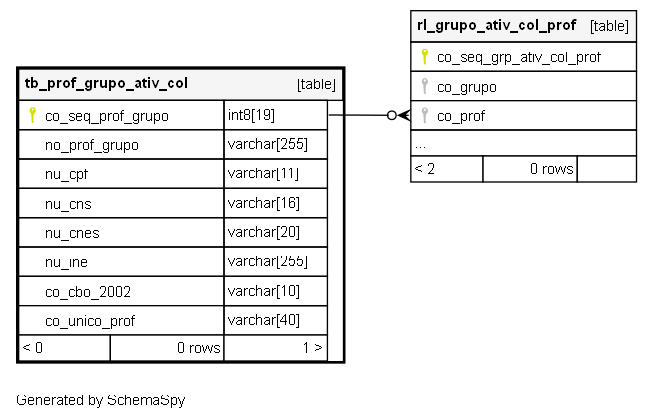 rl_grupo_ativ_col_prof [table]
co_seq_grp_ativ_col_prof
co_grupo
co_prof
...
< 2 0 rows
tb_prof_grupo_ativ_col [table]
co_seq_prof_grupo int8[19]
no_prof_grupo varchar[255]
nu_cpf varchar[11]
nu_cns varchar[16]
nu_cnes varchar[20]
nu_ine varchar[255]
co_cbo_2002 varchar[10]
co_unico_prof varchar[40]
< 0 0 rows 1 >
Generated by SchemaSpy